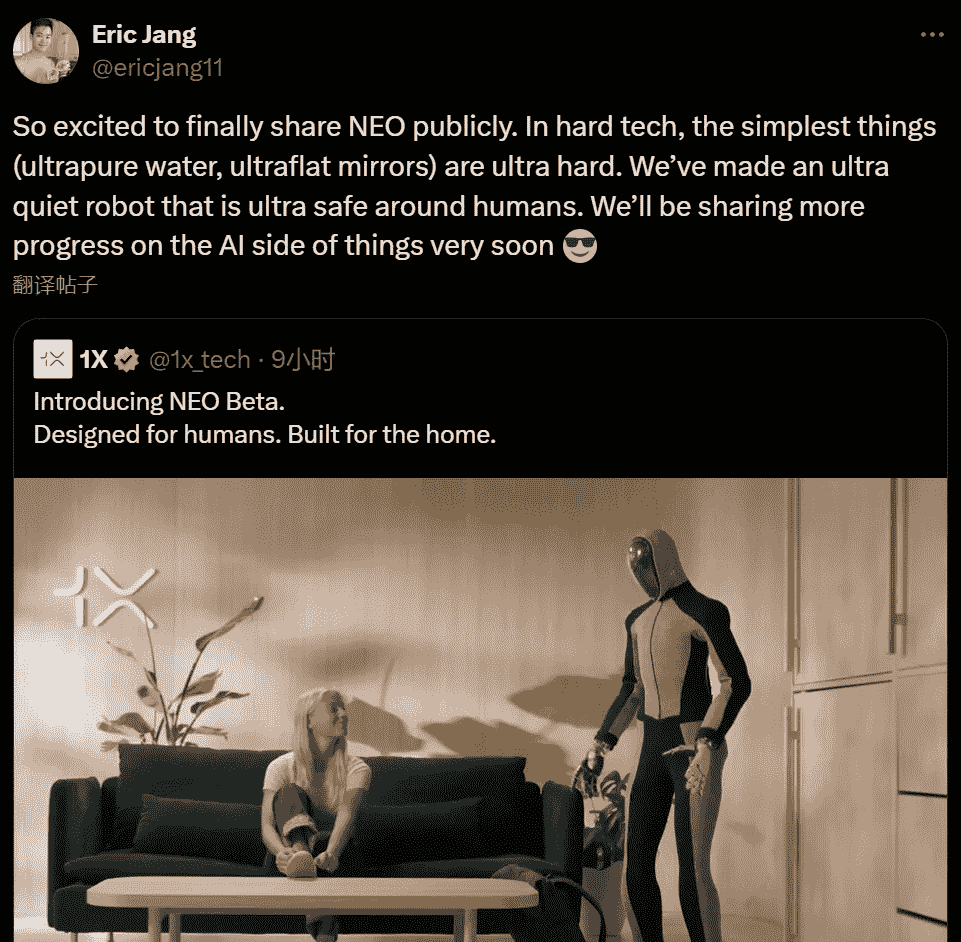 Eric Jang
@ericjang11
So excited to finally share NEO publicly. In hard tech, the simplest things
(ultrapure water, ultraflat mirrors) are ultra hard. We’ve made an ultra
quiet robot that is ultra safe around humans. We’ll be sharing more
progress on the AI side of things very soon 😎
翻译帖子
1X @1x_tech · 9小时
Introducing NEO Beta.
Designed for humans. Built for the home.
1X